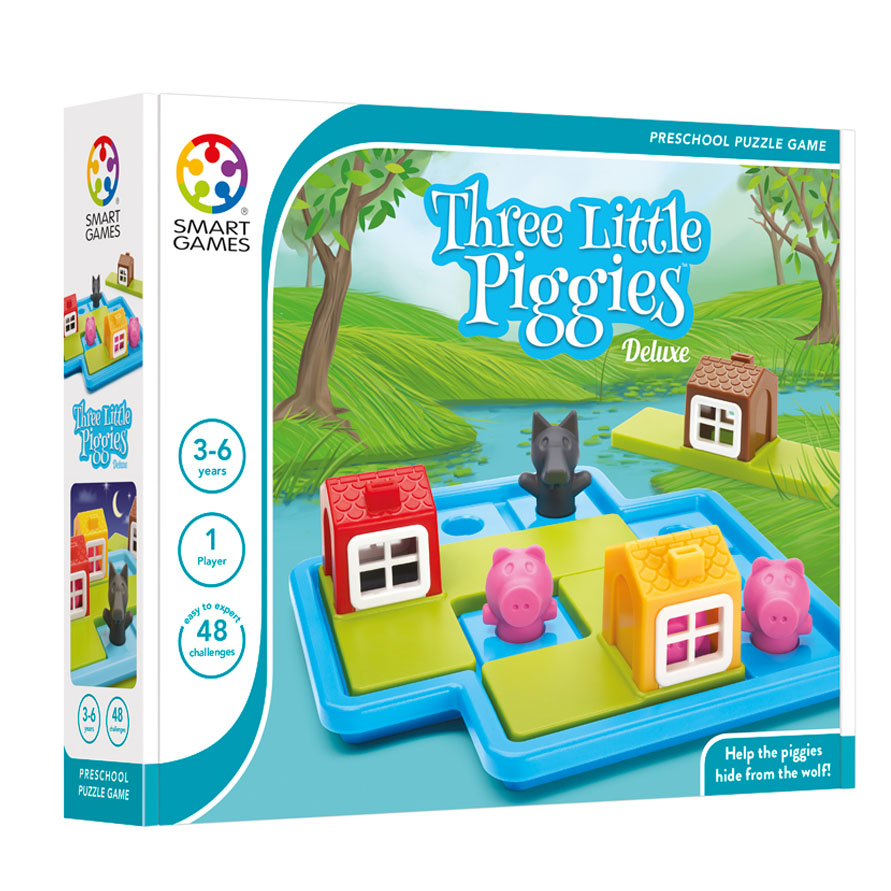 SMART
GAMES
®
Three Little
Piggies
Deluxe
3-6
years
48
challenges
PRESCHOOL
PUZZLE GAME
PRESCHOOL PUZZLE GAME
SMART
GAMES
®
Three Little
Piggies™
Deluxe
3-6
years
1
Player
easy to expert
48
challenges
Help the piggies
hide from the wolf!